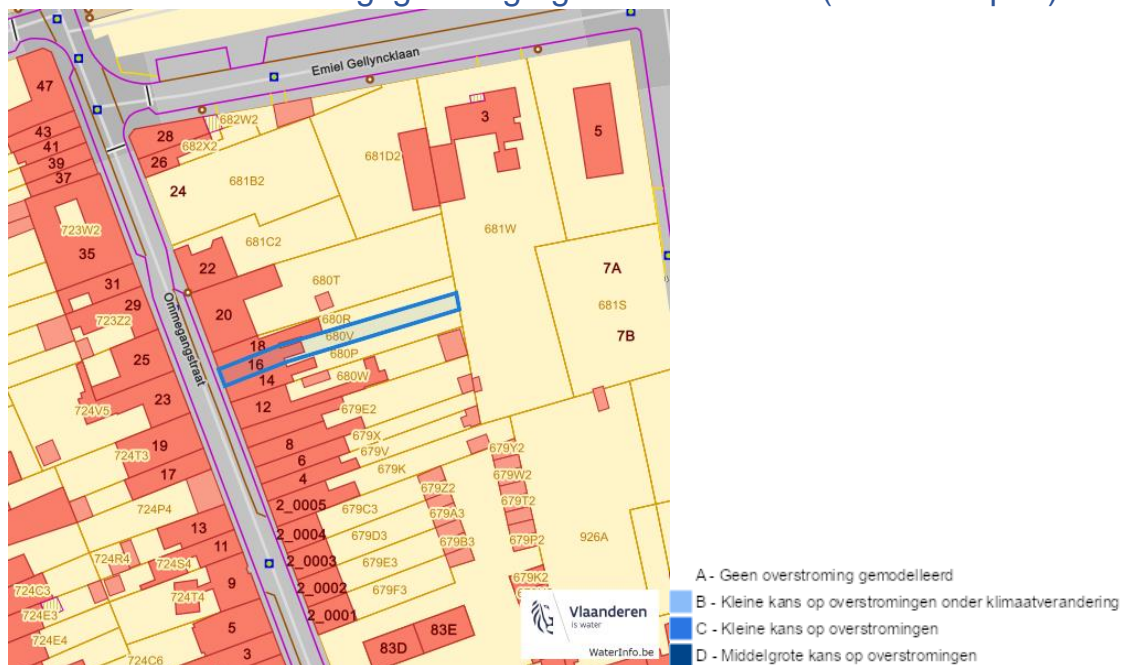 Emiel Gellyncklaan
47
43
41
39
37
28
26
24
682W2
682X2
681B2
681D2
3
5
723W2
35
681C2
681W
22
7A
681S
7B
31
29
723Z2
Ommegangstraat
20
680T
680R
18
680V
16
680P
14
680W
25
724V5
23
12
679E2
679X
8
679V
6
679K
4
19
724T3
17
679Y2
679W2
679Z2
679T2
679A3
679P2
679B3
926A
2_0005
679C3
724P4
13
2_0004
679D3
11
724R4
724S4
2_0003
679E3
679K2
9
2_0002
679F3
724C3
724T4
724E3
2_0001
5
724E4
83D
83E
724C6
3
Vlaanderen
is water
WaterInfo.be
A - Geen overstroming gemodelleerd
B - Kleine kans op overstromingen onder klimaatverandering
C - Kleine kans op overstromingen
D - Middelgrote kans op overstromingen